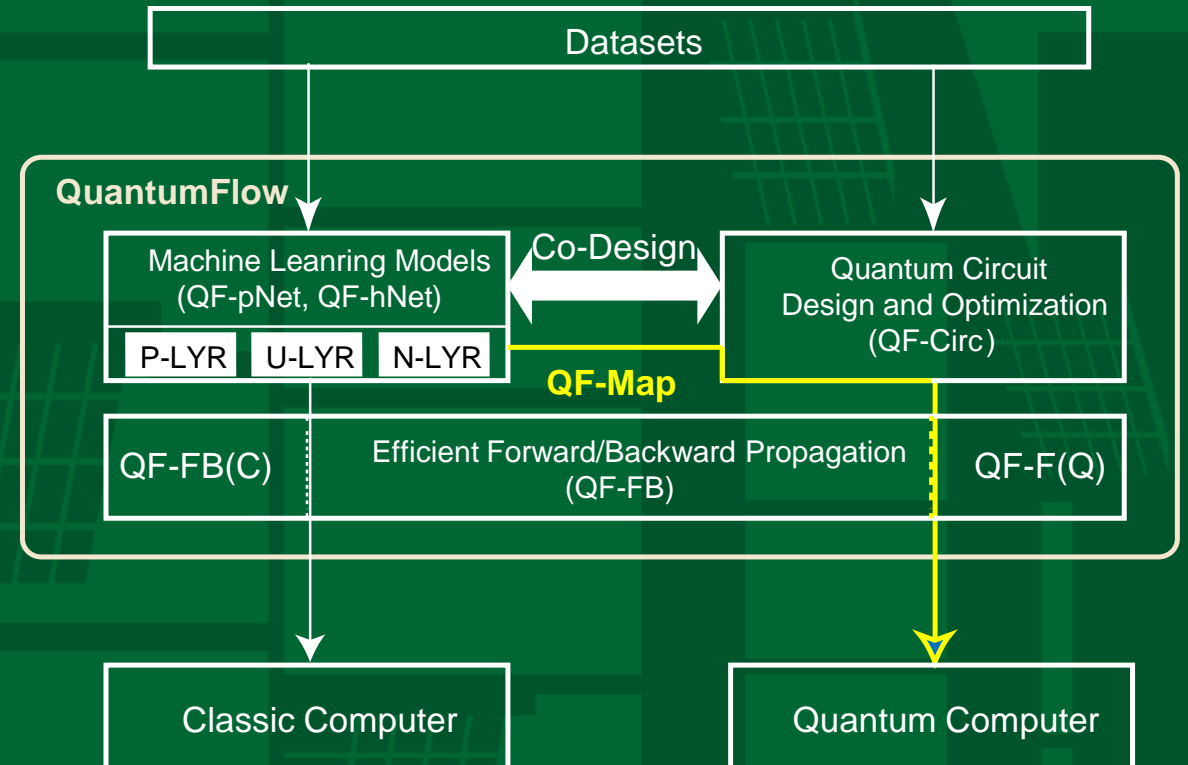 Datasets
QuantumFlow
Machine Leanring Models
(QF-pNet, QF-hNet)
P-LYR U-LYR N-LYR
Co-Design
Quantum Circuit
Design and Optimization
(QF-Circ)
QF-Map
QF-FB(C)
Efficient Forward/Backward Propagation
(QF-FB)
QF-F(Q)
Classic Computer
Quantum Computer